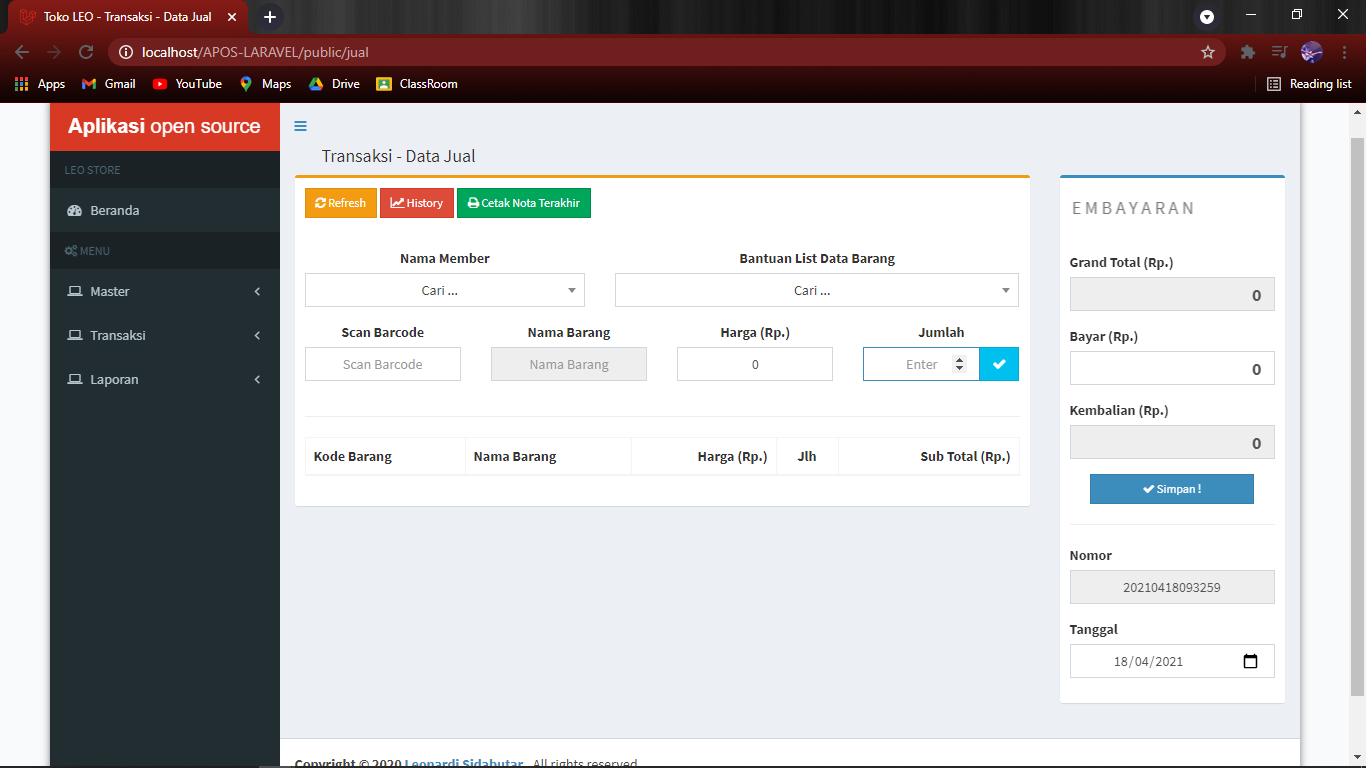 Toko LEO - Transaksi - Data Jual
localhost/APOS-LARAVEL/public/jual
Apps Gmail YouTube Maps Drive ClassRoom Reading list
Aplikasi open source
LEO STORE
Beranda
MENU
Master
Transaksi
Laporan
Transaksi - Data Jual
Refresh History Cetak Nota Terakhir
Nama Member Bantuan List Data Barang
Cari ... Cari ...
Scan Barcode Nama Barang Harga (Rp.) Jumlah
Scan Barcode Nama Barang 0 Enter
Kode Barang Nama Barang Harga (Rp.) Jlh Sub Total (Rp.)
EMBAYARAN
Grand Total (Rp.)
0
Bayar (Rp.)
0
Kembalian (Rp.)
0
Simpan !
Nomor
20210418093259
Tanggal
18/04/2021
Copyright © 2020 Leonardi Sidabutar . All rights reserved.